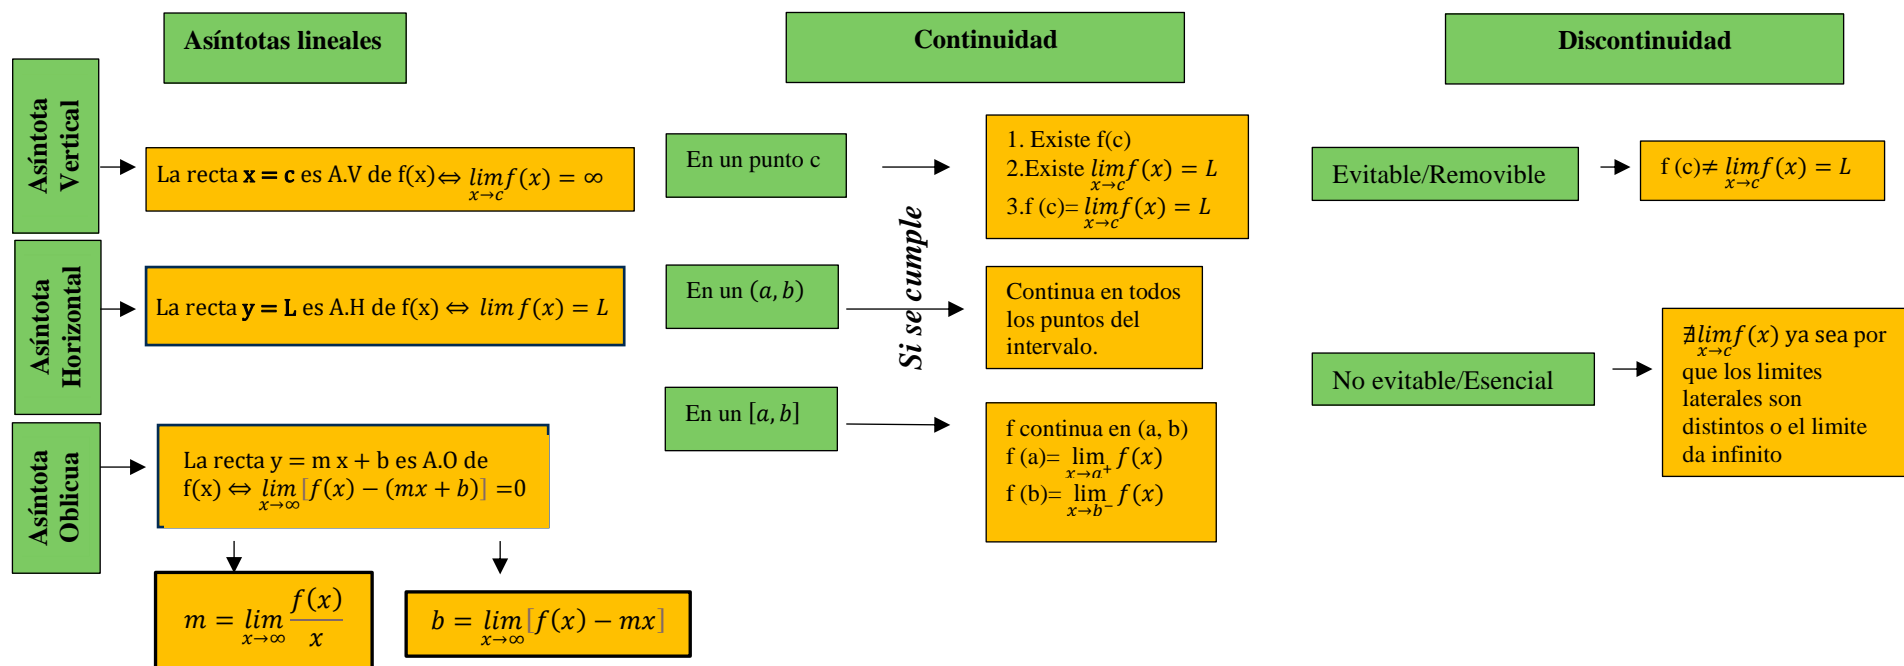 Asíntotas lineales
Asíntota
Vertical
La recta x = c es A.V de f(x)⇔ lim f(x) = ∞
x→c
Asíntota
Horizontal
La recta y = L es A.H de f(x) ⇔ lim f(x) = L
Asíntota
Oblicua
La recta y = m x + b es A.O de
f(x) ⇔ lim [f(x) − (mx + b)] =0
x→∞
m = lim f(x)/x
x→∞
b = lim [f(x) − mx]
x→∞
Continuidad
Si se cumple
En un punto c
1. Existe f(c)
2.Existe lim f(x) = L
x→c
3.f (c)= lim f(x) = L
x→c
En un (a, b)
Continua en todos
los puntos del
intervalo.
En un [a, b]
f continua en (a, b)
f (a)= lim f(x)
x→a⁺
f (b)= lim f(x)
x→b⁻
Discontinuidad
Evitable/Removible
f (c)≠ lim f(x) = L
x→c
No evitable/Esencial
∄lim f(x) ya sea por
x→c
que los limites
laterales son
distintos o el limite
da infinito